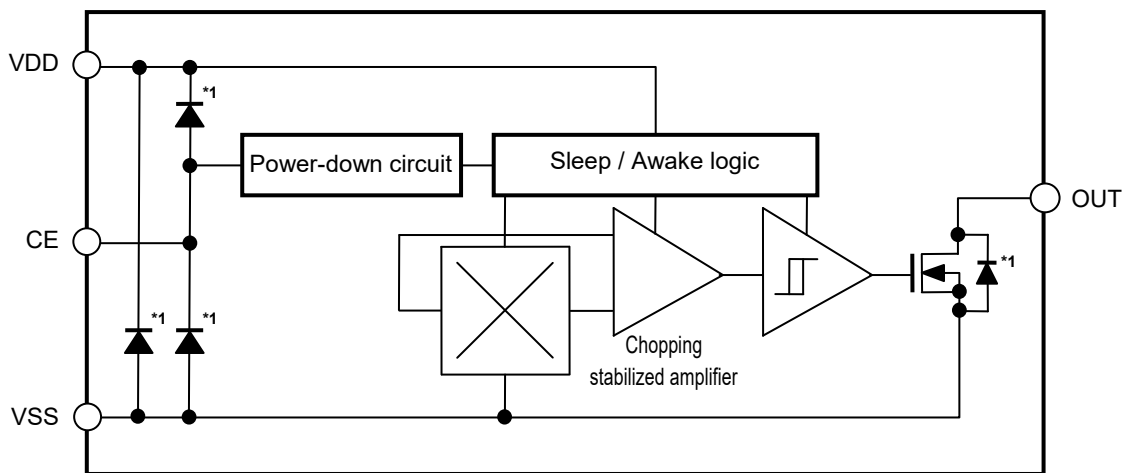 VDD
*1
Power-down circuit
Sleep / Awake logic
OUT
CE
*1
*1
*1
Chopping
stabilized amplifier
VSS